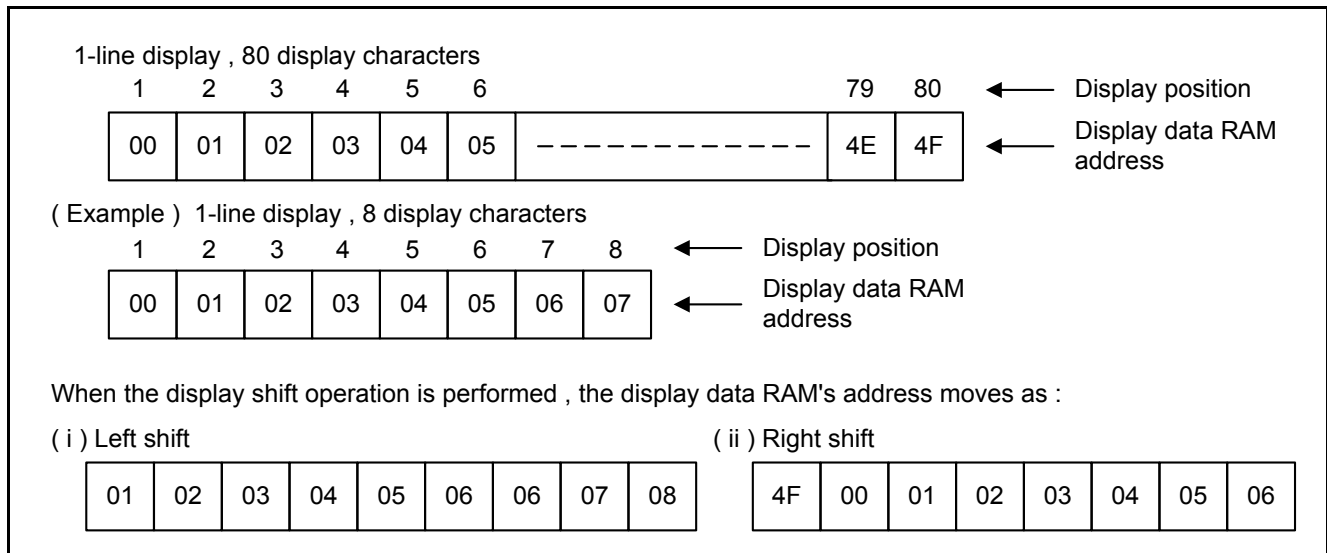 1-line display , 80 display characters
1 2 3 4 5 6 79 80 Display position
00 01 02 03 04 05 4E 4F Display data RAM
address
( Example ) 1-line display , 8 display characters
1 2 3 4 5 6 7 8 Display position
00 01 02 03 04 05 06 07 Display data RAM
address
When the display shift operation is performed , the display data RAM's address moves as :
( i ) Left shift ( ii ) Right shift
01 02 03 04 05 06 06 07 08 4F 00 01 02 03 04 05 06